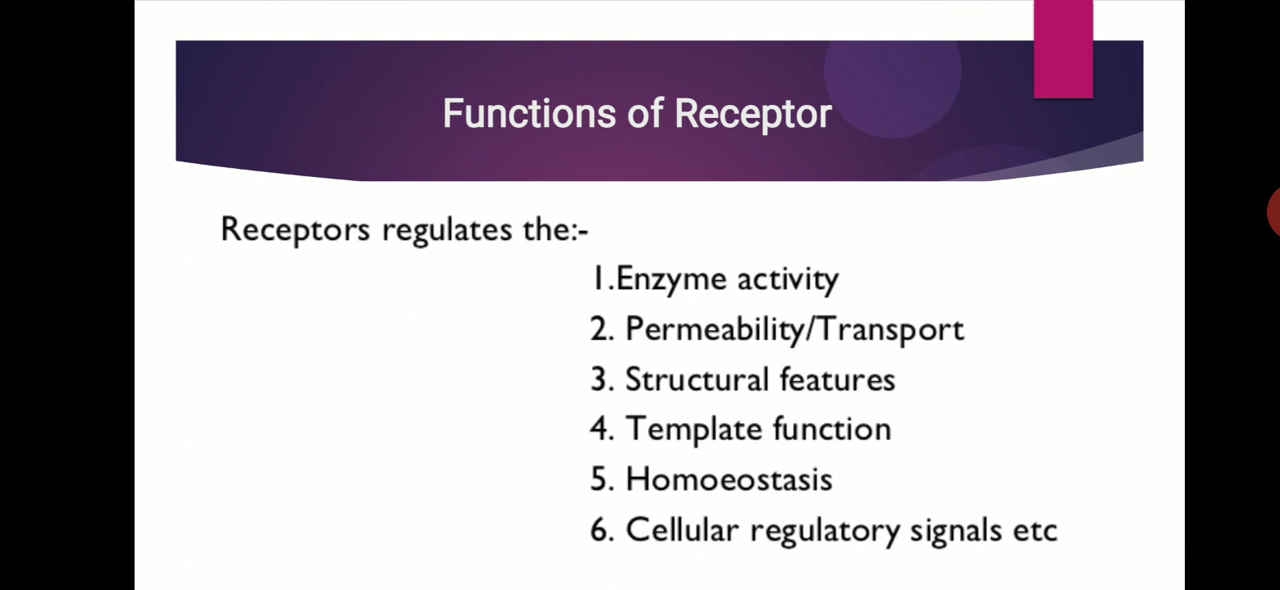 Functions of Receptor
Receptors regulates the:-
1.Enzyme activity
2. Permeability/Transport
3. Structural features
4. Template function
5. Homoeostasis
6. Cellular regulatory signals etc